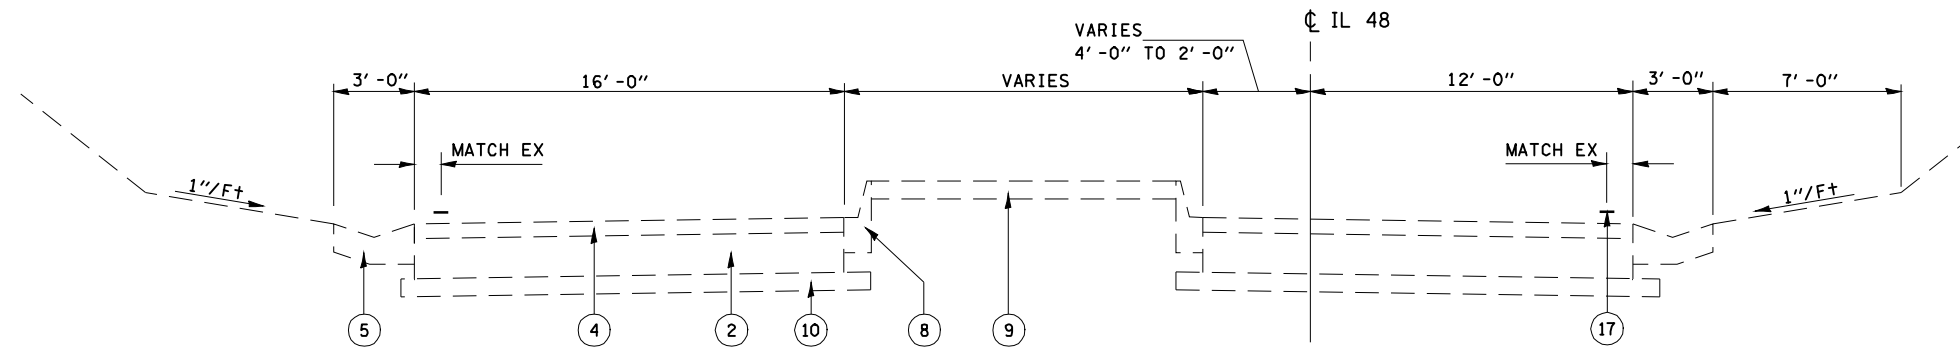 ℄ IL 48
VARIES
4'-0" TO 2'-0"
3'-0"
16'-0"
VARIES
12'-0"
3'-0"
7'-0"
MATCH EX
MATCH EX
1"/Ft
1"/Ft
5
4
2
10
8
9
17